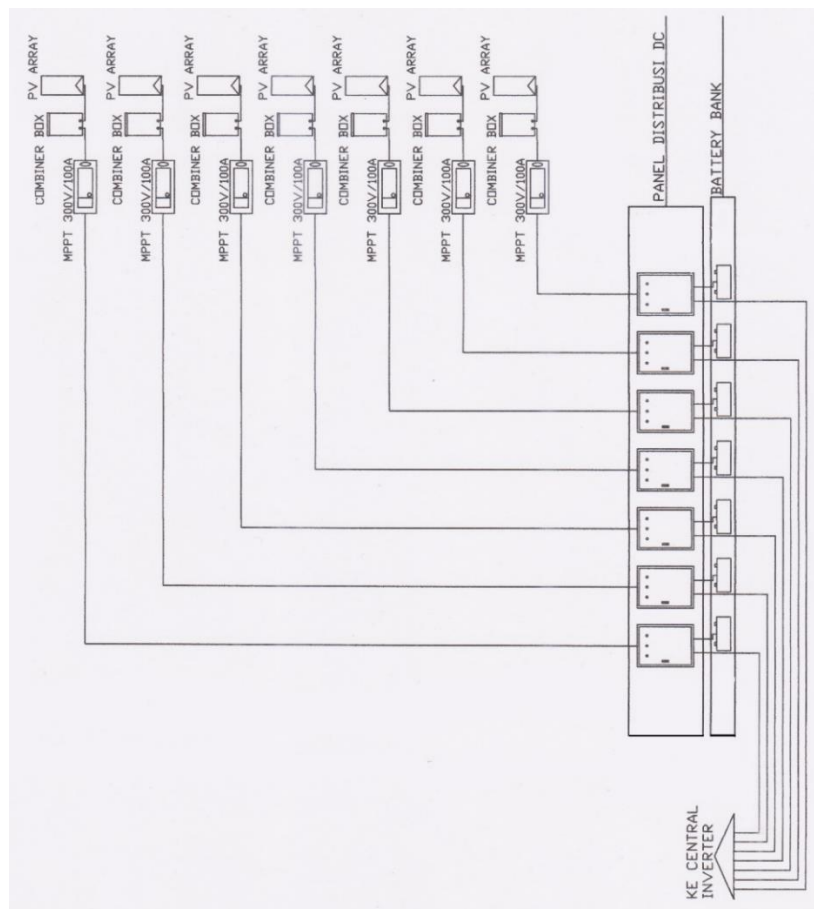 PV ARRAY
COMBINER BOX
MPPT 300V/100A
PV ARRAY
COMBINER BOX
MPPT 300V/100A
PV ARRAY
COMBINER BOX
MPPT 300V/100A
PV ARRAY
COMBINER BOX
MPPT 300V/100A
PV ARRAY
COMBINER BOX
MPPT 300V/100A
PV ARRAY
COMBINER BOX
MPPT 300V/100A
PV ARRAY
COMBINER BOX
MPPT 300V/100A
PANEL DISTRIBUSI DC
BATTERY BANK
KE CENTRAL
INVERTER